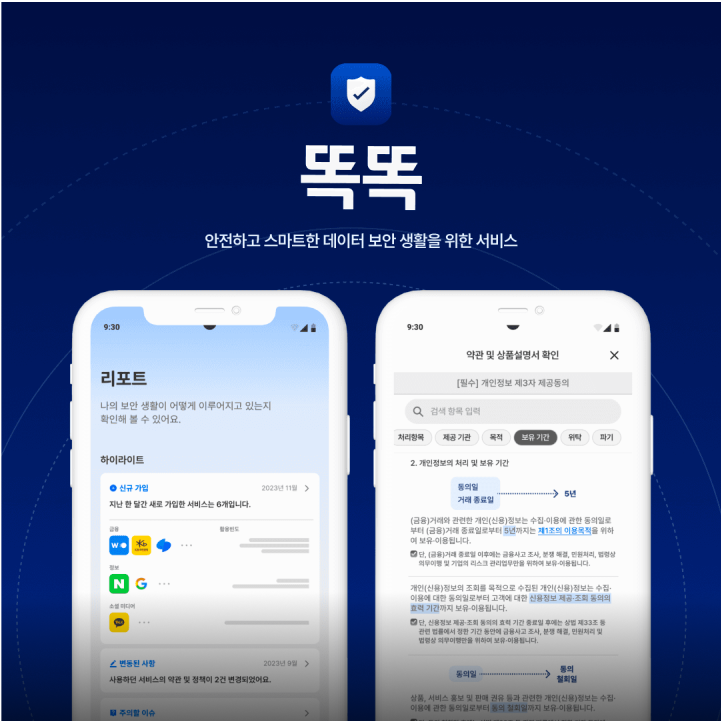 똑똑
안전하고 스마트한 데이터 보안 생활을 위한 서비스
9:30
리포트
나의 보안 생활이 어떻게 이루어지고 있는지
확인해 볼 수 있어요.
하이라이트
신규 가입 2023년 11월
지난 한 달간 새로 가입한 서비스는 6개입니다.
금융 활용빈도
정보
N G
소셜 미디어
변동된 사항 2023년 9월
사용하던 서비스의 약관 및 정책이 2건 변경되었어요.
주의할 이슈
9:30
약관 및 상품설명서 확인
[필수] 개인정보 제3자 제공동의
검색 항목 입력
처리항목 제공 기관 목적 보유 기간 위탁 파기
2. 개인정보의 처리 및 보유 기간
동의일
거래 종료일 5년
(금융)거래와 관련한 개인(신용)정보는 수집·이용에 관한 동의일로
부터 (금융)거래 종료일로부터 5년까지는 제1조의 이용목적을 위하
여 보유·이용됩니다.
단, (금융)거래 종료일 이후에는 금융사고 조사, 분쟁 해결, 민원처리, 법령상
의무이행 및 기업의 리스크 관리업무만을 위하여 보유·이용됩니다.
개인(신용)정보의 조회를 목적으로 수집된 개인(신용)정보는 수집·
이용에 대한 동의일로부터 고객에 대한 신용정보 제공·조회 동의의
효력 기간까지 보유·이용됩니다.
단, 신용정보 제공·조회 동의의 효력 기간 종료일 후에는 상법 제33조 등
관련 법률에서 정한 기간 동안에 금융사고 조사, 분쟁 해결, 민원처리 및
법령상 의무이행만을 위하여 보유·이용됩니다.
동의일 동의
철회일
상품, 서비스 홍보 및 판매 권유 등과 관련한 개인(신용)정보는 수집·
이용에 관한 동의일로부터 동의 철회일까지 보유·이용됩니다.